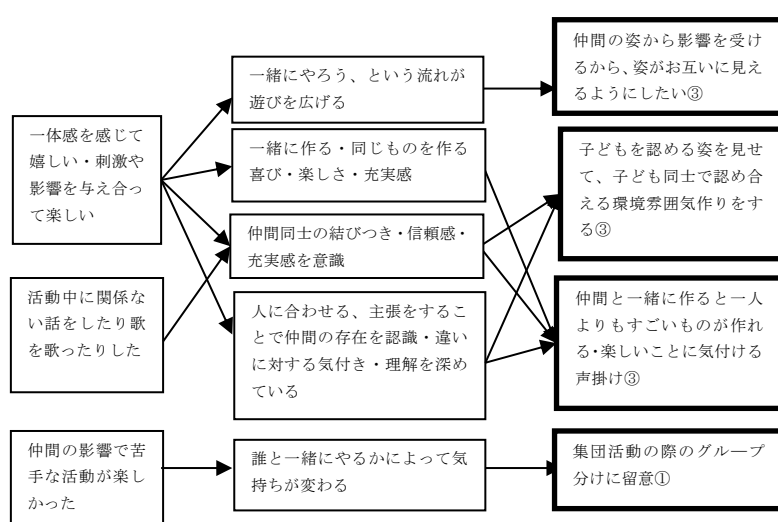 一体感を感じて
嬉しい・刺激や
影響を与え合っ
て楽しい
活動中に関係な
い話をしたり歌
を歌ったりした
仲間の影響で苦
手な活動が楽し
かった
一緒にやろう、という流れが
遊びを広げる
一緒に作る・同じものを作る
喜び・楽しさ・充実感
仲間同士の結びつき・信頼感・
充実感を意識
人に合わせる、主張をするこ
とで仲間の存在を認識・違い
に対する気付き・理解を深め
ている
誰と一緒にやるかによって気
持ちが変わる
仲間の姿から影響を受け
るから、姿がお互いに見え
るようにしたい③
子どもを認める姿を見せ
て、子ども同士で認め合
える環境雰囲気作りをす
る③
仲間と一緒に作ると一人
よりもすごいものが作れ
る・楽しいことに気付ける
声掛け③
集団活動の際のグループ
分けに留意①